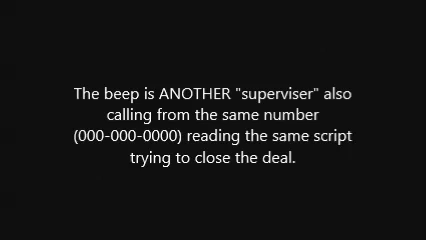 The beep is ANOTHER "superviser" also
calling from the same number
(000-000-0000) reading the same script
trying to close the deal.